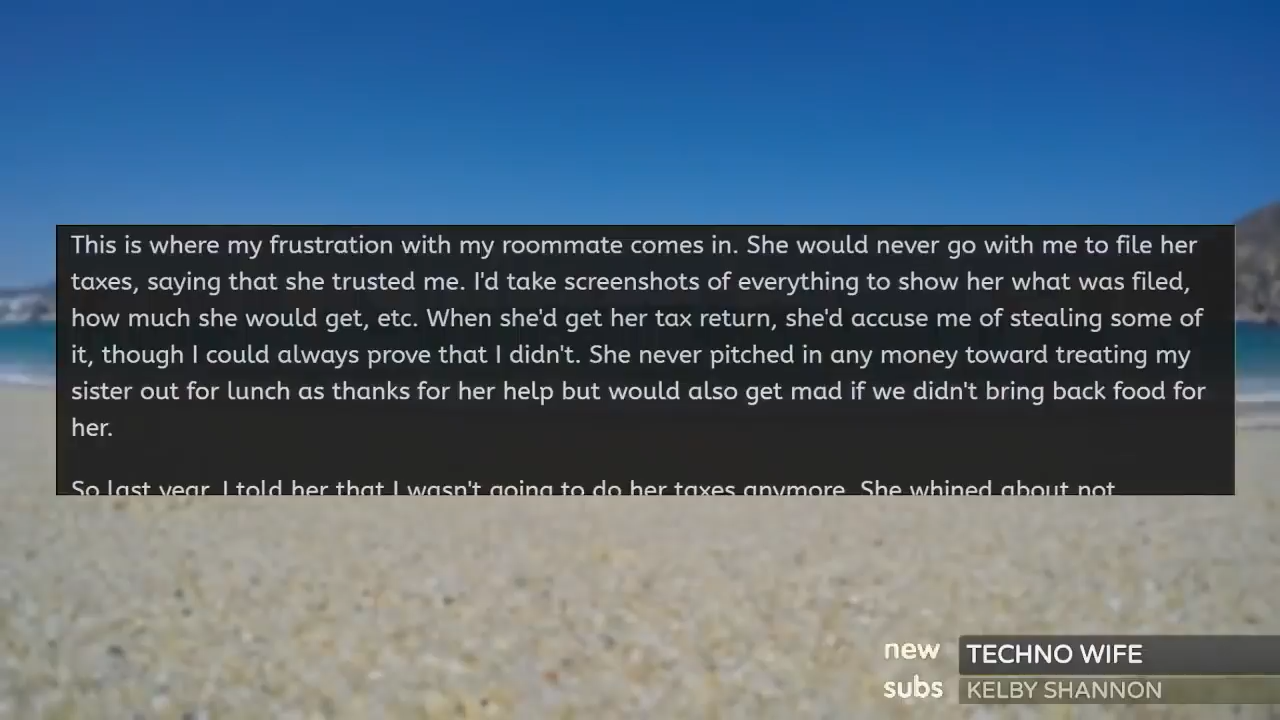 This is where my frustration with my roommate comes in. She would never go with me to file her
taxes, saying that she trusted me. I'd take screenshots of everything to show her what was filed,
how much she would get, etc. When she'd get her tax return, she'd accuse me of stealing some of
it, though I could always prove that I didn't. She never pitched in any money toward treating my
sister out for lunch as thanks for her help but would also get mad if we didn't bring back food for
her.
So last year, I told her that I wasn't going to do her taxes anymore. She whined about not
new TECHNO WIFE
subs KELBY SHANNON